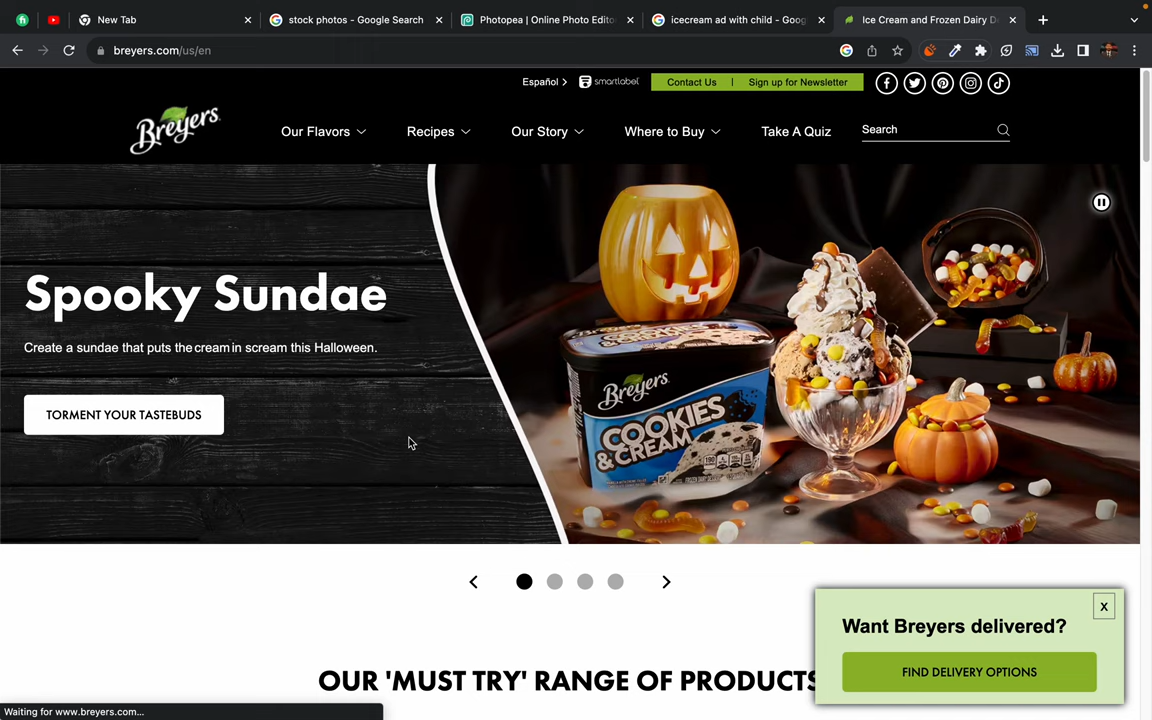 New Tab
stock photos - Google Search
Photopea | Online Photo Edito
icecream ad with child - Goog
Ice Cream and Frozen Dairy D
breyers.com/us/en
Español
smartlabel
Contact Us | Sign up for Newsletter
Breyers
Our Flavors
Recipes
Our Story
Where to Buy
Take A Quiz
Search
Spooky Sundae
Create a sundae that puts the cream in scream this Halloween.
TORMENT YOUR TASTEBUDS
Breyers
COOKIES
& CREAM
Want Breyers delivered?
X
FIND DELIVERY OPTIONS
OUR 'MUST TRY' RANGE OF PRODUCTS
Waiting for www.breyers.com...